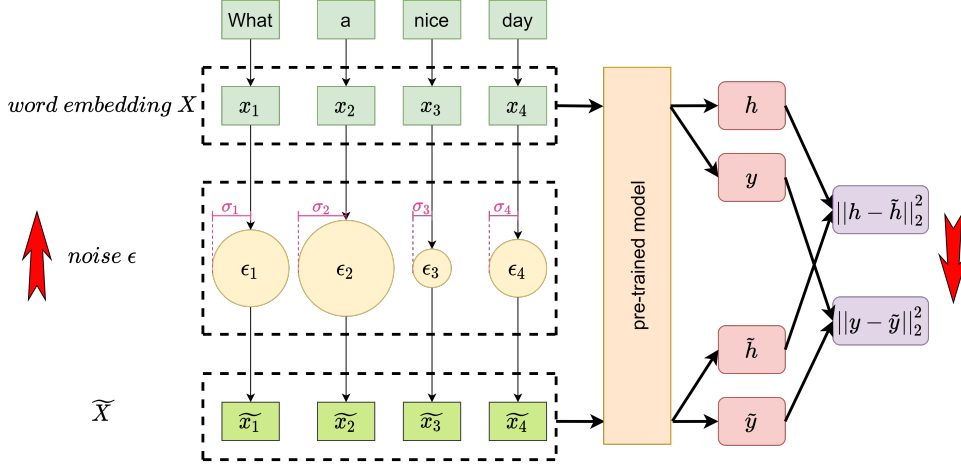 What a nice day
word embedding X x₁ x₂ x₃ x₄
h
y
σ₁ σ₂ σ₃ σ₄
||h − h̃||₂²
noise ϵ ϵ₁ ϵ₂ ϵ₃ ϵ₄
pre-trained model
||y − ỹ||₂²
h̃
X̃ x̃₁ x̃₂ x̃₃ x̃₄
ỹ